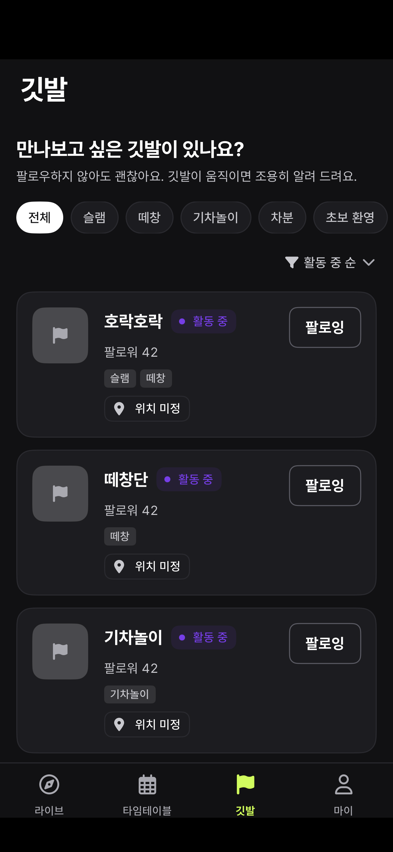 깃발
만나보고 싶은 깃발이 있나요?
팔로우하지 않아도 괜찮아요. 깃발이 움직이면 조용히 알려 드려요.
전체 슬램 떼창 기차놀이 차분 초보 환영
활동 중 순
호락호락 활동 중 팔로잉
팔로워 42
슬램 떼창
위치 미정
떼창단 활동 중 팔로잉
팔로워 42
떼창
위치 미정
기차놀이 활동 중 팔로잉
팔로워 42
기차놀이
위치 미정
라이브 타임테이블 깃발 마이